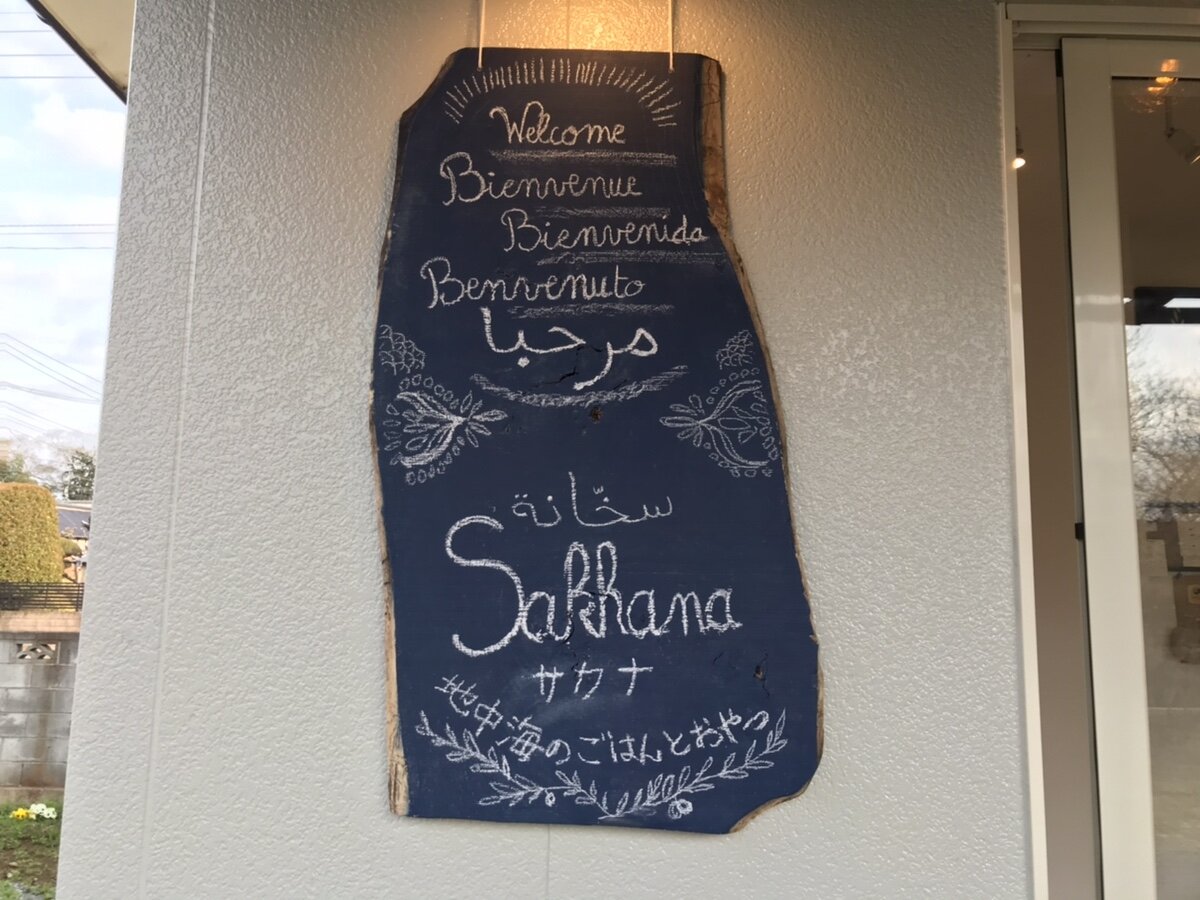 Welcome
Bienvenue
Bienvenida
Benvenuto
مرحبا
سخّانة
Sakhana
サカナ
地中海のごはんとおやつ